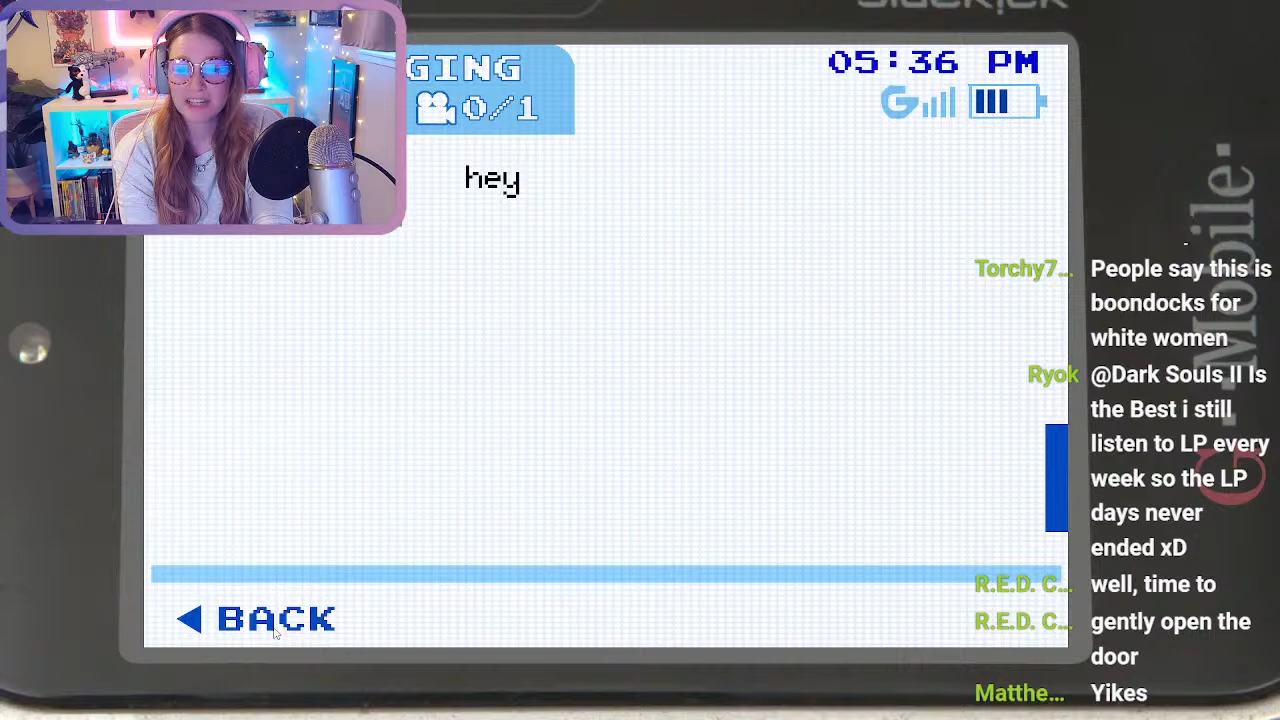 SIDEKICK
GING
05:36 PM
0/1
G
hey
Torchy7... People say this is
boondocks for
white women
Ryok @Dark Souls II Is
the Best i still
listen to LP every
week so the LP
days never
ended xD
R.E.D. C... well, time to
R.E.D. C... gently open the
door
Matthe... Yikes
BACK
G-Mobile